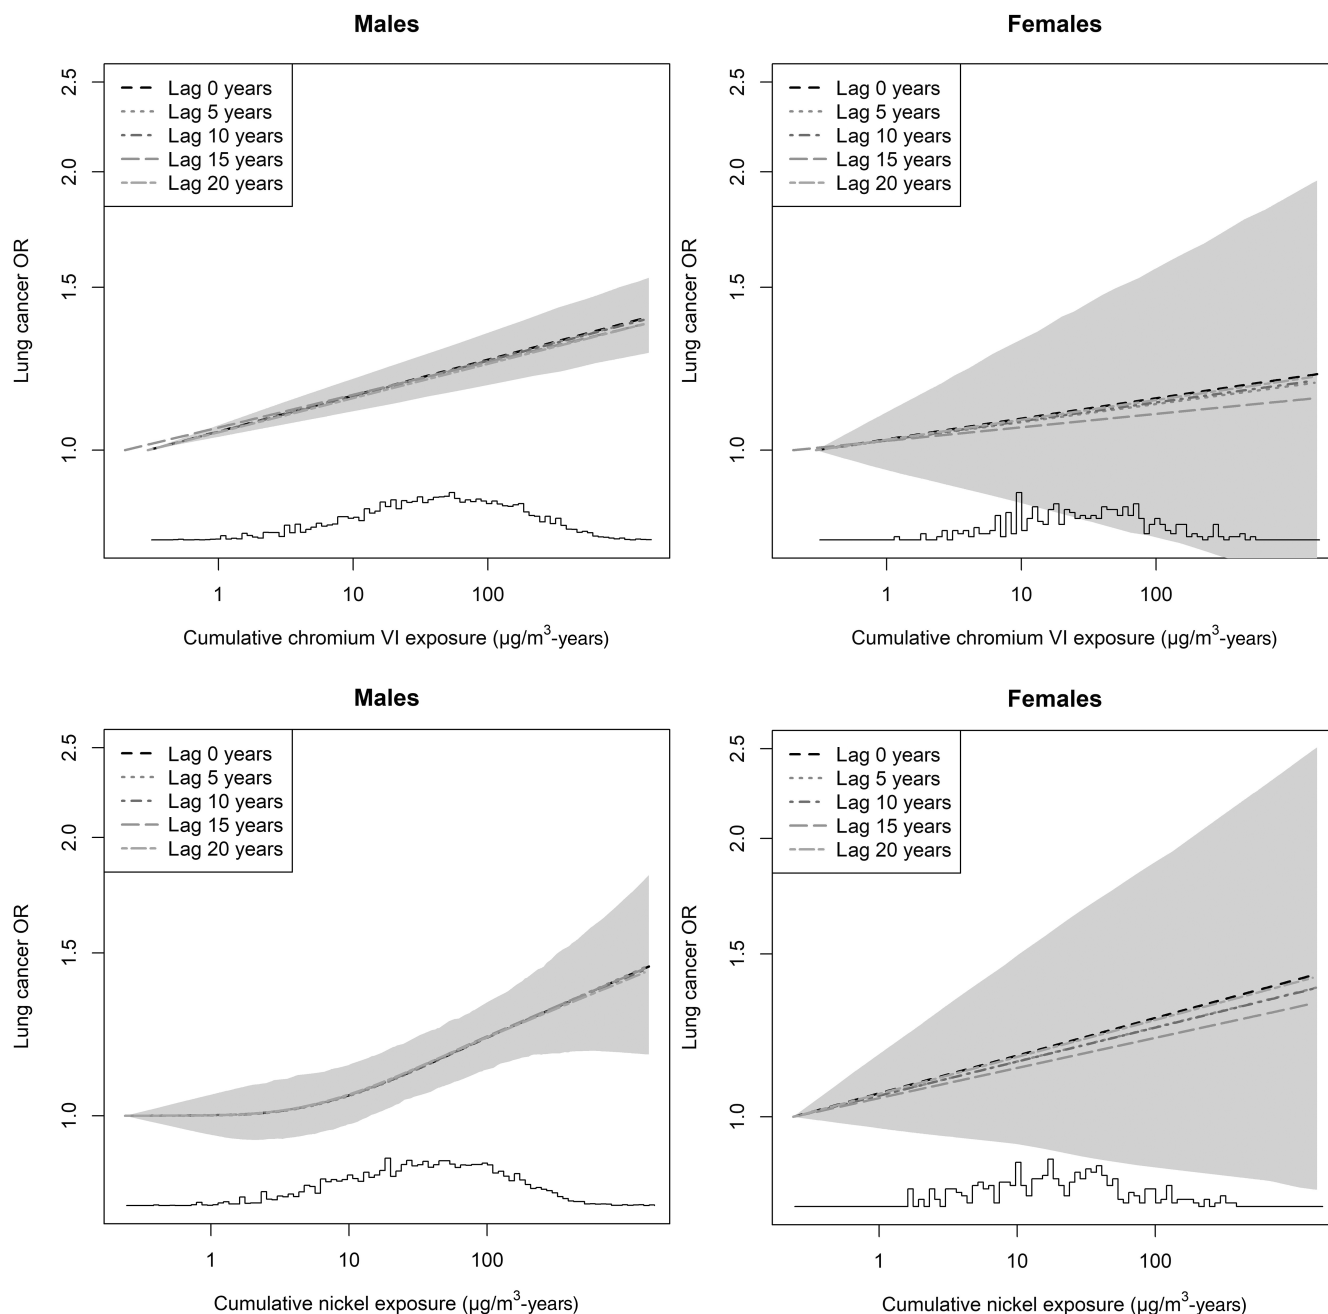 Males
Females
Lag 0 years
Lag 5 years
Lag 10 years
Lag 15 years
Lag 20 years
Lag 0 years
Lag 5 years
Lag 10 years
Lag 15 years
Lag 20 years
2.5
2.0
1.5
1.0
Lung cancer OR
2.5
2.0
1.5
1.0
Lung cancer OR
1 10 100
1 10 100
Cumulative chromium VI exposure (µg/m³-years)
Cumulative chromium VI exposure (µg/m³-years)
Males
Females
Lag 0 years
Lag 5 years
Lag 10 years
Lag 15 years
Lag 20 years
Lag 0 years
Lag 5 years
Lag 10 years
Lag 15 years
Lag 20 years
2.5
2.0
1.5
1.0
Lung cancer OR
2.5
2.0
1.5
1.0
Lung cancer OR
1 10 100
1 10 100
Cumulative nickel exposure (µg/m³-years)
Cumulative nickel exposure (µg/m³-years)